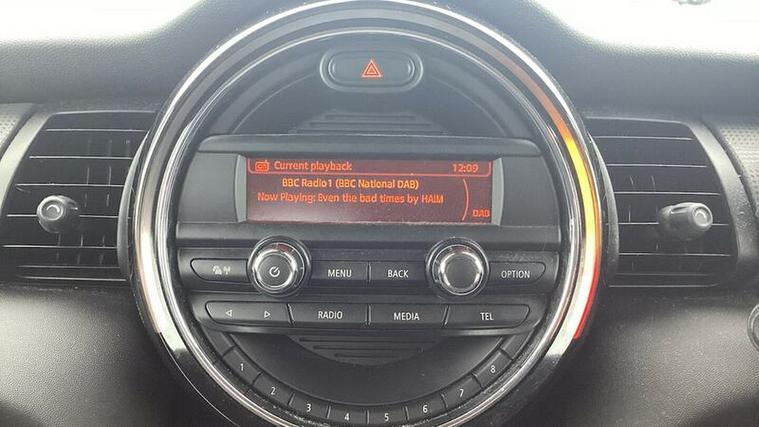 Current playback 12:09
BBC Radio1 (BBC National DAB)
Now Playing: Even the bad times by HAIM
DAB
MENU BACK OPTION
RADIO MEDIA TEL
1 2 3 4 5 6 7 8